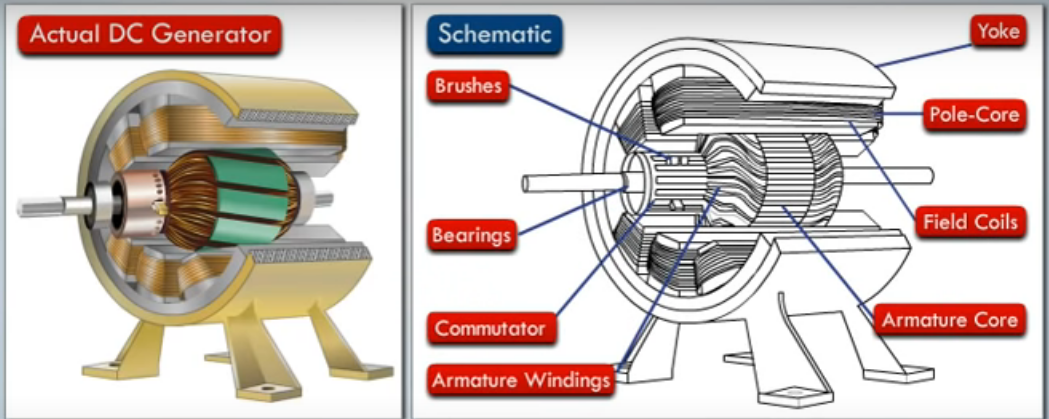 Actual DC Generator
Schematic
Yoke
Brushes
Pole-Core
Bearings
Field Coils
Commutator
Armature Core
Armature Windings